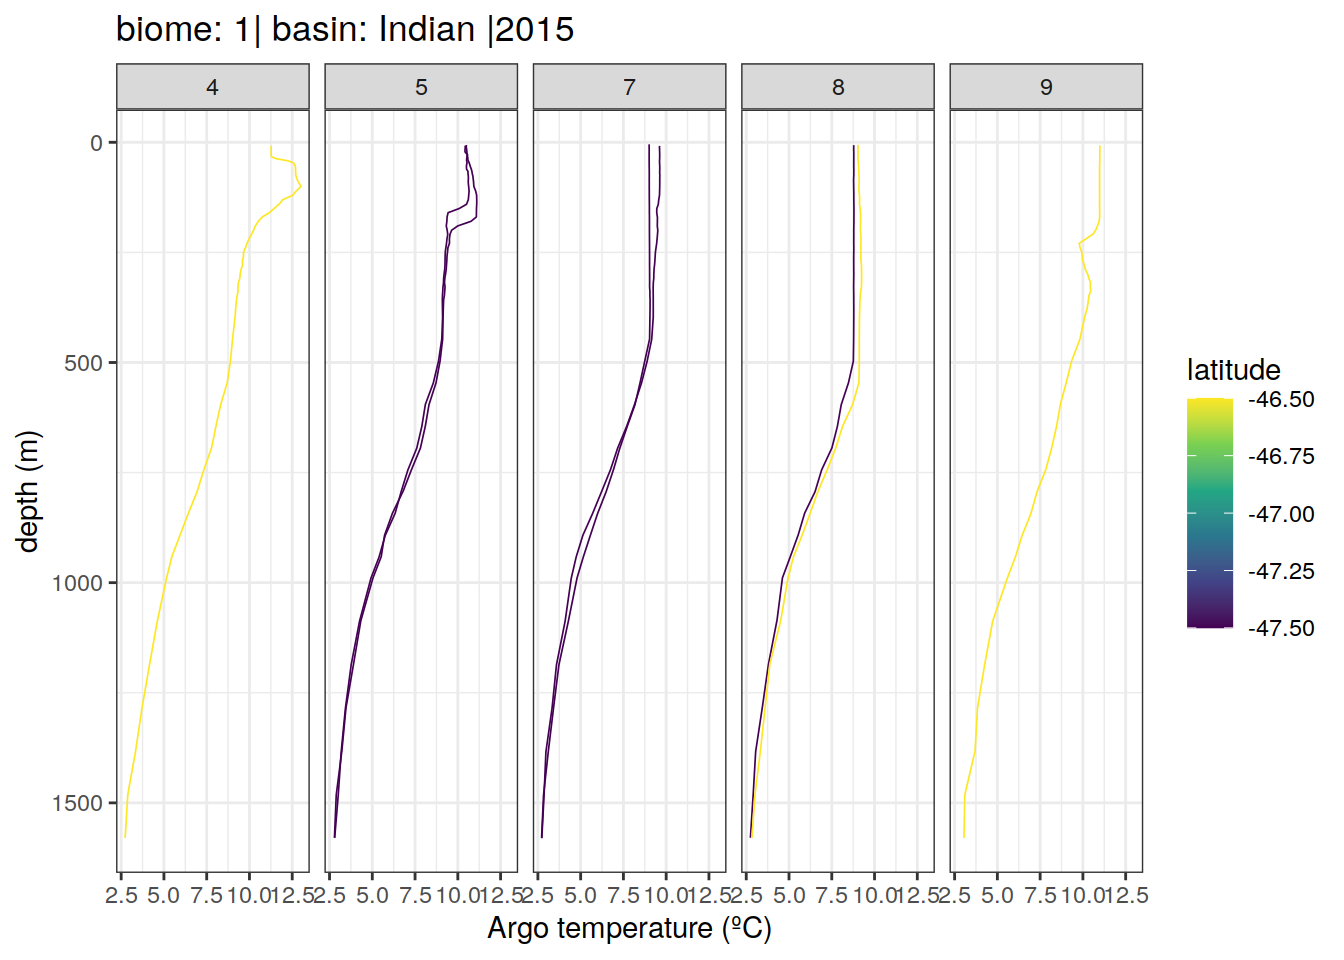 biome: 1| basin: Indian |2015
4 5 7 8 9
0
500
1000
1500
depth (m)
2.5 5.0 7.5 10.0 12.5 2.5 5.0 7.5 10.0 12.5 2.5 5.0 7.5 10.0 12.5 2.5 5.0 7.5 10.0 12.5 2.5 5.0 7.5 10.0 12.5
Argo temperature (ºC)
latitude
-46.50
-46.75
-47.00
-47.25
-47.50